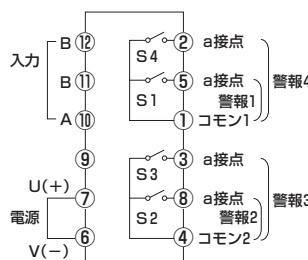 B ⑫ ② a接点
S4
入力 警報4
B ⑪ ⑤ a接点
S1 警報1
A ⑩ ① コモン1
⑨ ③ a接点
S3
U(+) ⑦ ⑧ a接点 警報3
電源 S2 警報2
V(−) ⑥ ④ コモン2